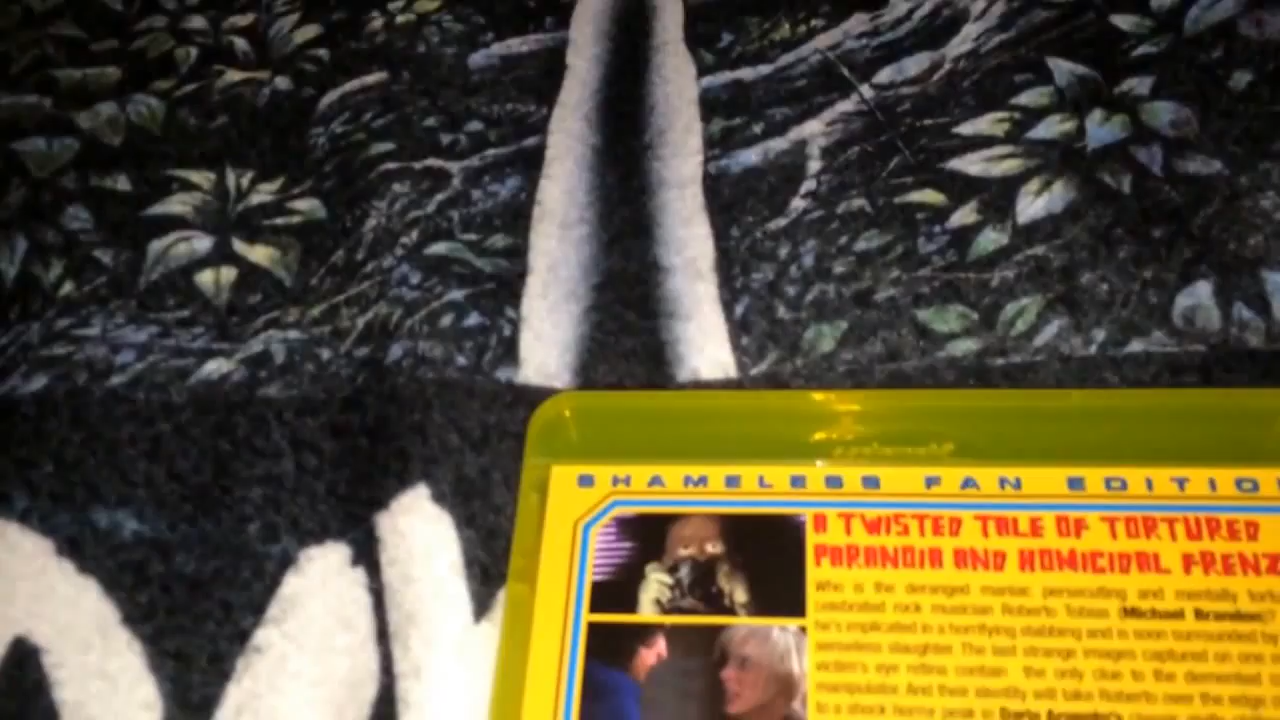 SHAMELESS FAN EDITIO
A TWISTED TALE OF TORTURED
PARANOIA AND HOMICIDAL FRENZ
Who is the deranged maniac, persecuting and mentally
celebrated rock musician Roberto Tobias (Michael Brandon)
he's implicated in a horrifying stabbing and is soon surrounded by
senseless slaughter. The last strange images captured on one
victim's eye retina contain the only clue to the demented
manipulator. And their identity will take Roberto over the edge
to a shock horror peak in Dario Argento's